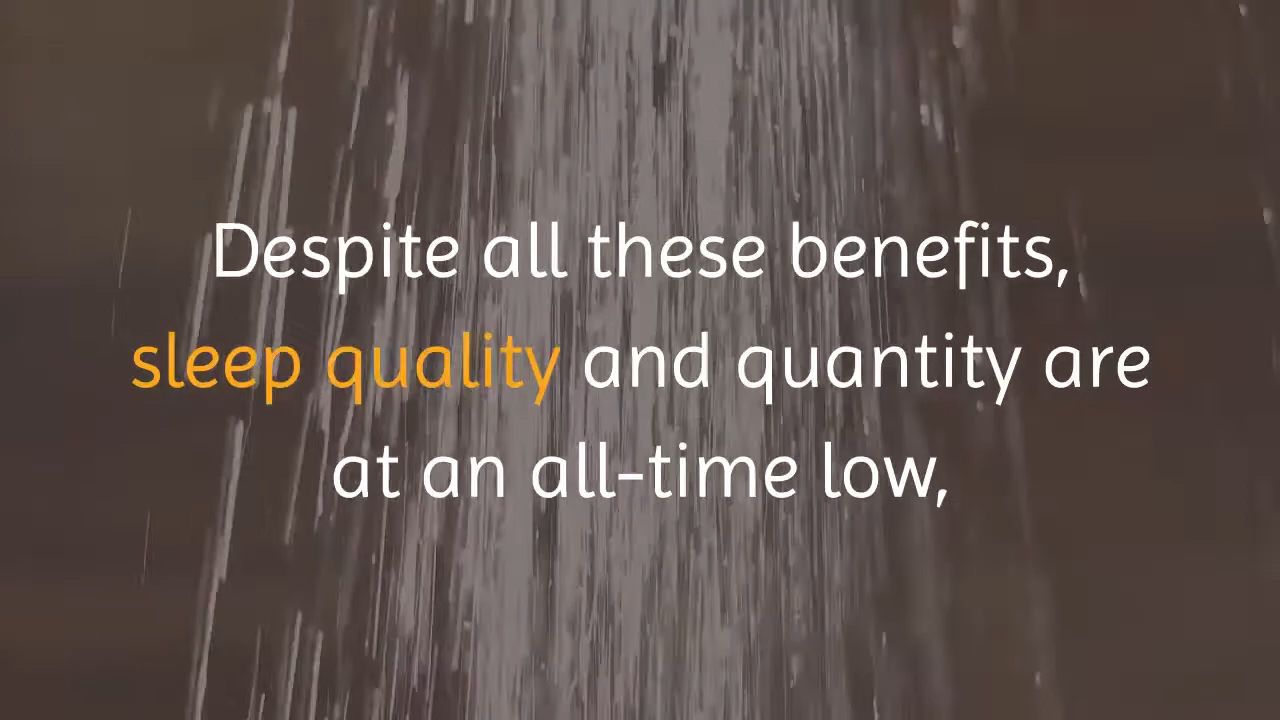 Despite all these benefits,
sleep quality and quantity are
at an all-time low,